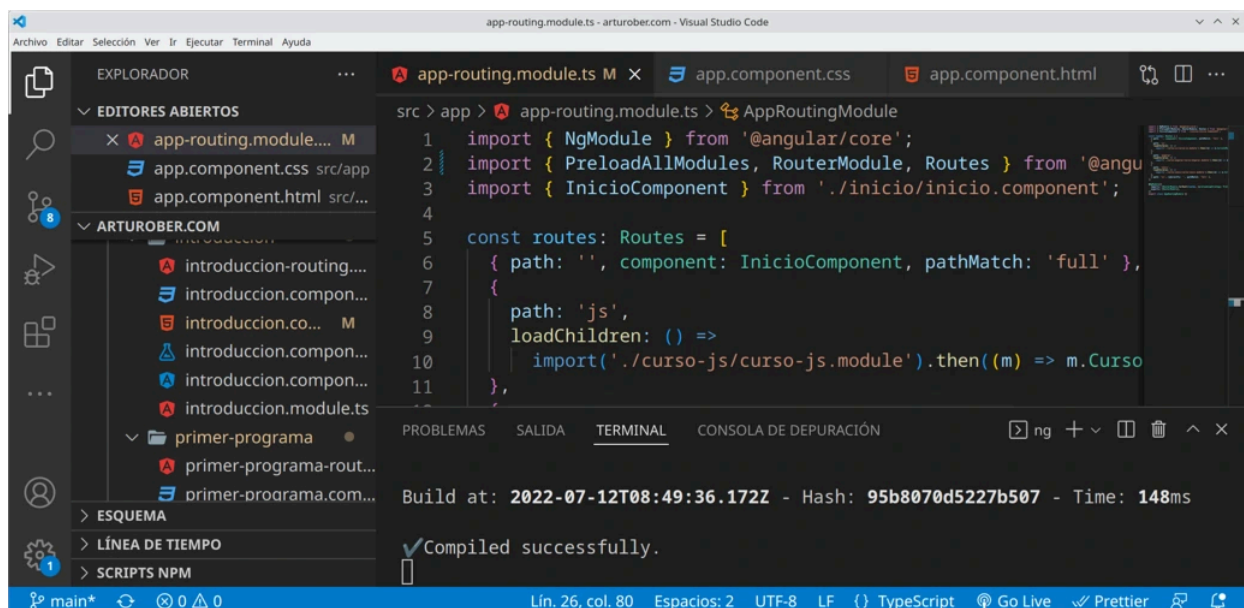 app-routing.module.ts - arturober.com - Visual Studio Code
Archivo Editar Selección Ver Ir Ejecutar Terminal Ayuda
EXPLORADOR ...
EDITORES ABIERTOS
app-routing.module.... M
app.component.css src/app
app.component.html src/...
ARTUROBER.COM
introduccion
introduccion-routing....
introduccion.compon...
introduccion.co... M
introduccion.compon...
introduccion.compon...
introduccion.module.ts
primer-programa
primer-programa-rout...
primer-programa.com...
ESQUEMA
LÍNEA DE TIEMPO
SCRIPTS NPM
8
1
app-routing.module.ts M
app.component.css
app.component.html
src > app > app-routing.module.ts > AppRoutingModule
1 import { NgModule } from '@angular/core';
2 import { PreloadAllModules, RouterModule, Routes } from '@angu
3 import { InicioComponent } from './inicio/inicio.component';
4
5 const routes: Routes = [
6 { path: '', component: InicioComponent, pathMatch: 'full' },
7 {
8 path: 'js',
9 loadChildren: () =>
10 import('./curso-js/curso-js.module').then((m) => m.Curso
11 },
PROBLEMAS SALIDA TERMINAL CONSOLA DE DEPURACIÓN ng
Build at: 2022-07-12T08:49:36.172Z - Hash: 95b8070d5227b507 - Time: 148ms
✔Compiled successfully.
main* 0 0 Lín. 26, col. 80 Espacios: 2 UTF-8 LF {} TypeScript Go Live Prettier